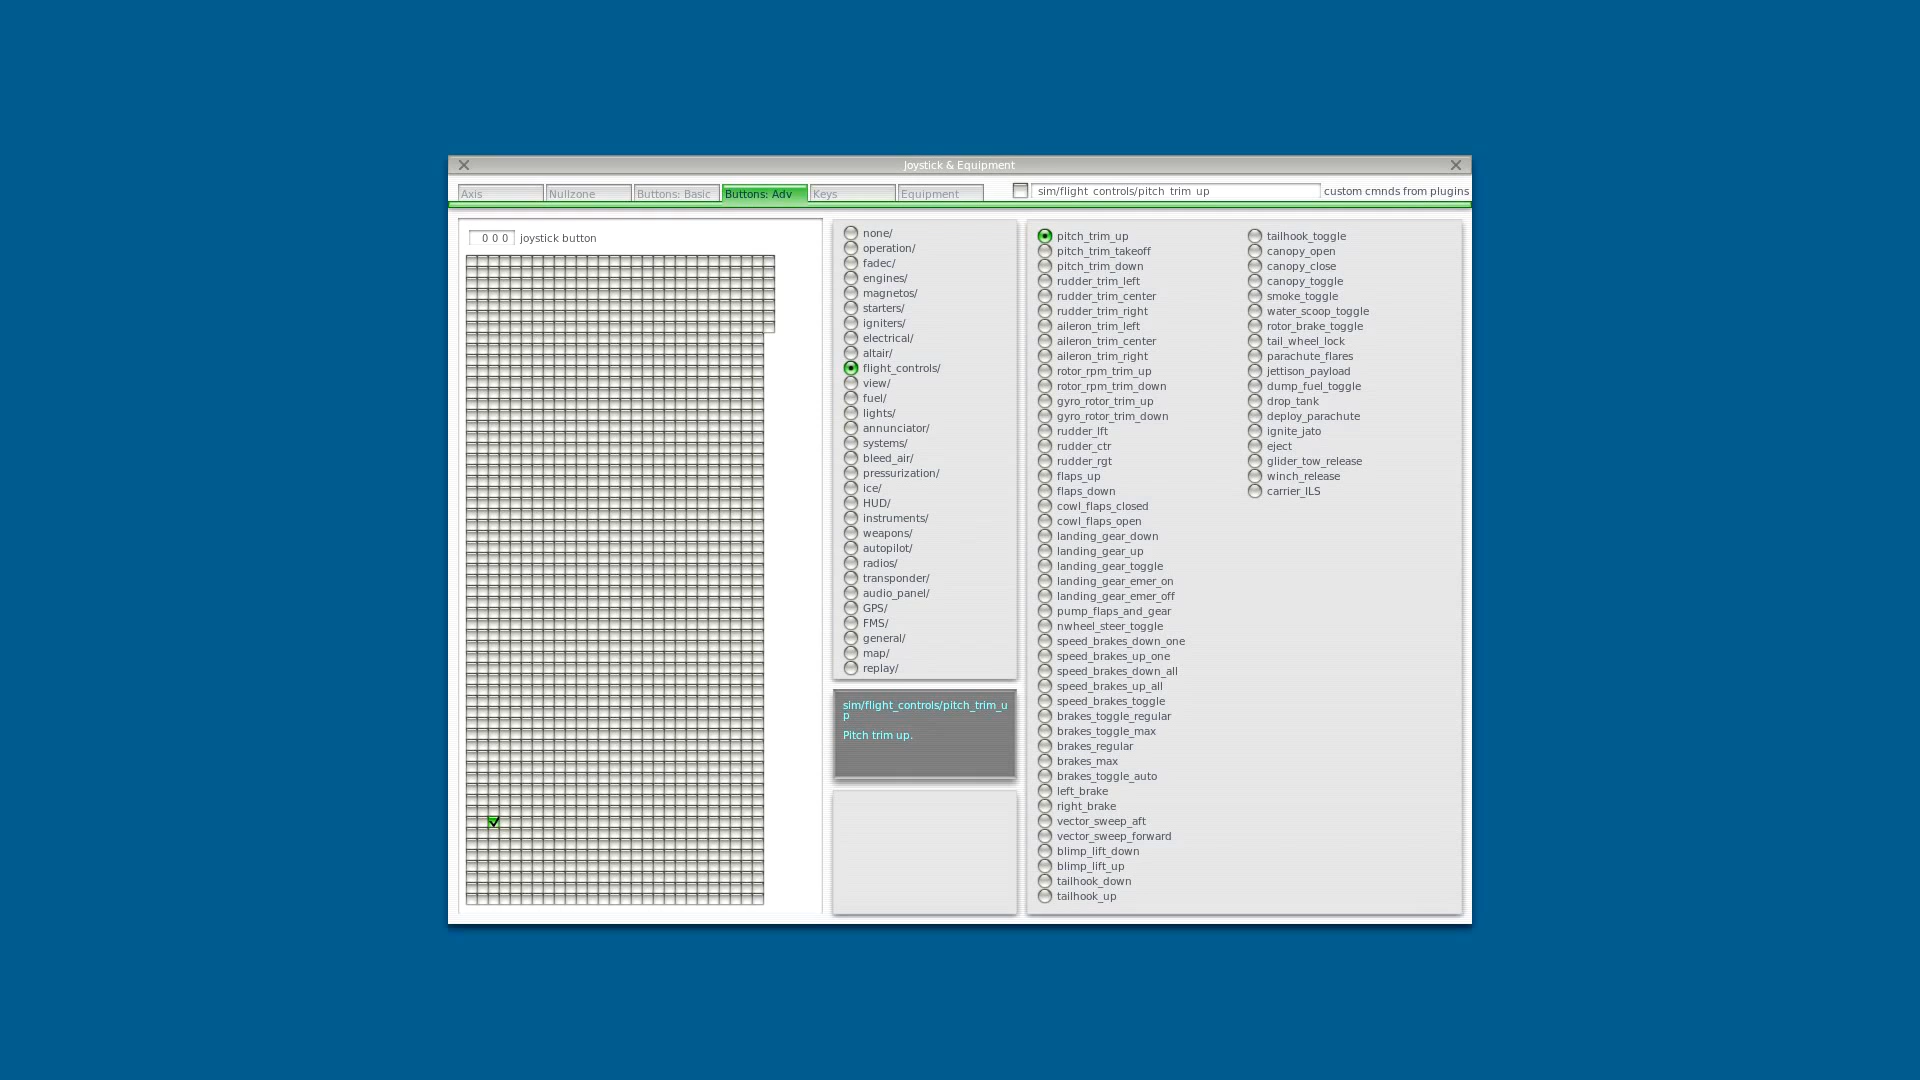 Joystick & Equipment
Axis
Nullzone
Buttons: Basic
Buttons: Adv
Keys
Equipment
sim/flight_controls/pitch_trim_up
custom cmnds from plugins
0 0 0 joystick button
none/
operation/
fadec/
engines/
magnetos/
starters/
igniters/
electrical/
altair/
flight_controls/
view/
fuel/
lights/
annunciator/
systems/
bleed_air/
pressurization/
ice/
HUD/
instruments/
weapons/
autopilot/
radios/
transponder/
audio_panel/
GPS/
FMS/
general/
map/
replay/
sim/flight_controls/pitch_trim_u
p
Pitch trim up.
pitch_trim_up
pitch_trim_takeoff
pitch_trim_down
rudder_trim_left
rudder_trim_center
rudder_trim_right
aileron_trim_left
aileron_trim_center
aileron_trim_right
rotor_rpm_trim_up
rotor_rpm_trim_down
gyro_rotor_trim_up
gyro_rotor_trim_down
rudder_lft
rudder_ctr
rudder_rgt
flaps_up
flaps_down
cowl_flaps_closed
cowl_flaps_open
landing_gear_down
landing_gear_up
landing_gear_toggle
landing_gear_emer_on
landing_gear_emer_off
pump_flaps_and_gear
nwheel_steer_toggle
speed_brakes_down_one
speed_brakes_up_one
speed_brakes_down_all
speed_brakes_up_all
speed_brakes_toggle
brakes_toggle_regular
brakes_toggle_max
brakes_regular
brakes_max
brakes_toggle_auto
left_brake
right_brake
vector_sweep_aft
vector_sweep_forward
blimp_lift_down
blimp_lift_up
tailhook_down
tailhook_up
tailhook_toggle
canopy_open
canopy_close
canopy_toggle
smoke_toggle
water_scoop_toggle
rotor_brake_toggle
tail_wheel_lock
parachute_flares
jettison_payload
dump_fuel_toggle
drop_tank
deploy_parachute
ignite_jato
eject
glider_tow_release
winch_release
carrier_ILS